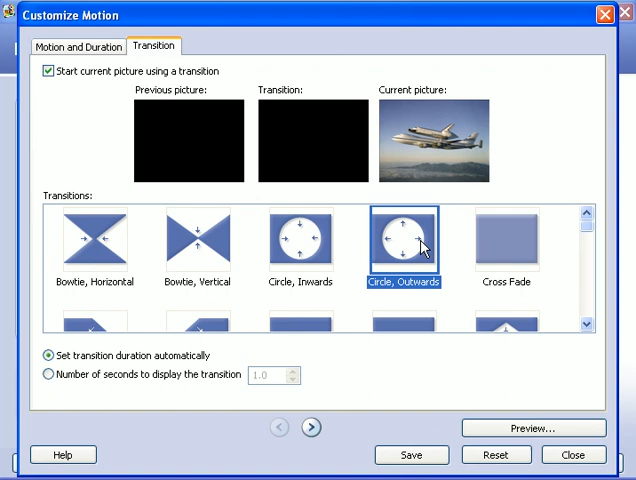 Customize Motion
Motion and Duration
Transition
Start current picture using a transition
Previous picture:
Transition:
Current picture:
Transitions:
Bowtie, Horizontal
Bowtie, Vertical
Circle, Inwards
Circle, Outwards
Cross Fade
Set transition duration automatically
Number of seconds to display the transition
1.0
Preview...
Help
Save
Reset
Close